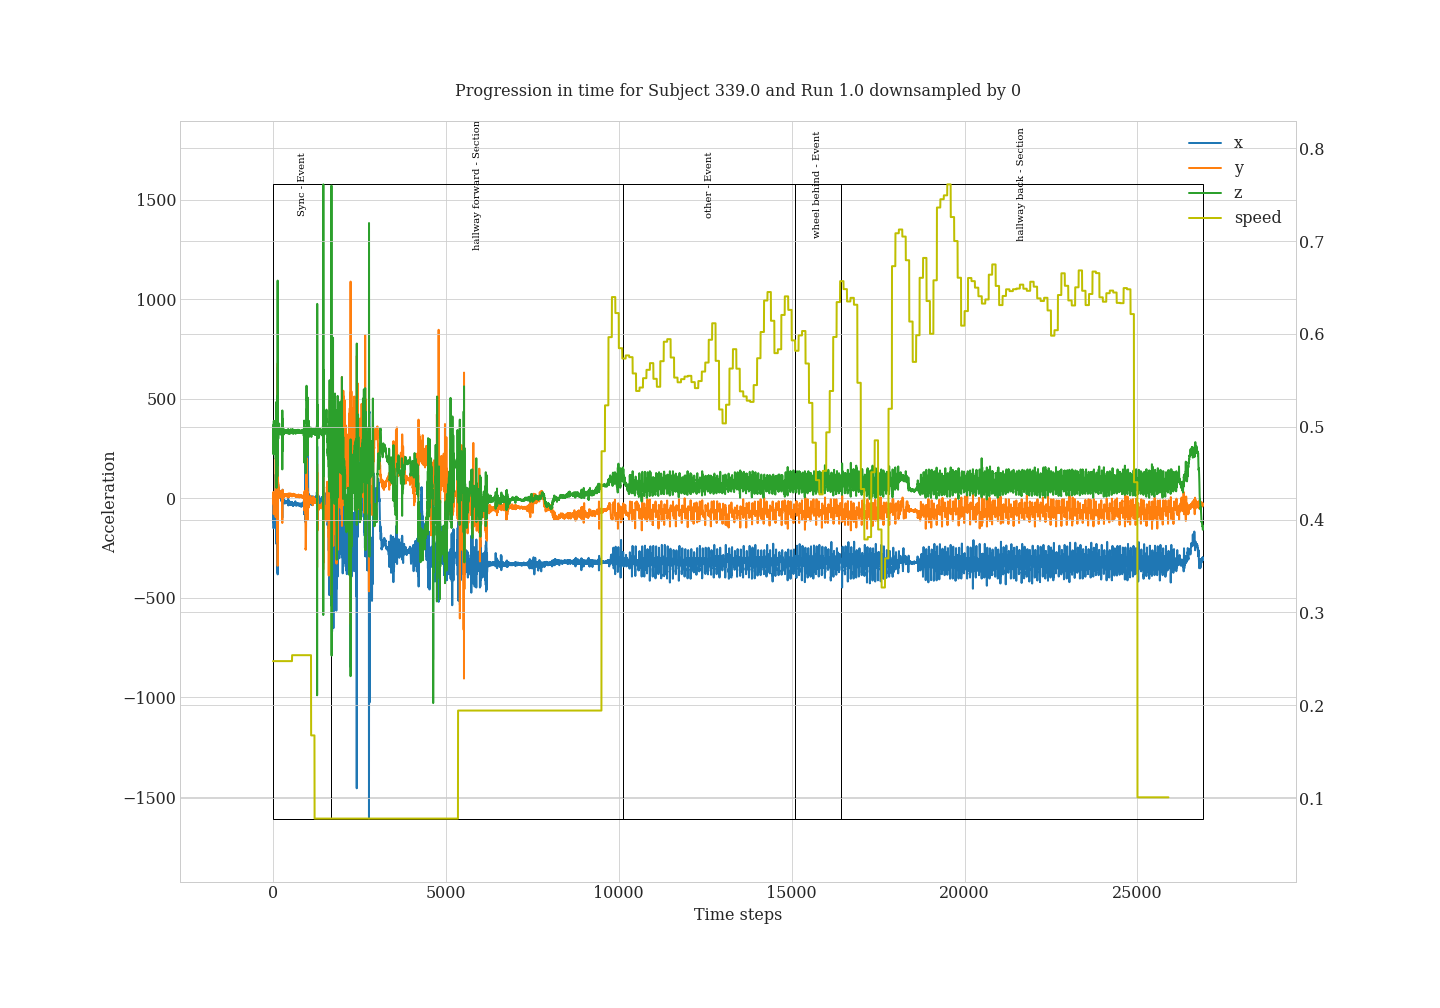 Progression in time for Subject 339.0 and Run 1.0 downsampled by 0
Sync - Event
hallway forward - Section
other - Event
wheel behind - Event
hallway back - Section
x
y
z
speed
1500
1000
500
0
−500
−1000
−1500
Acceleration
0.8
0.7
0.6
0.5
0.4
0.3
0.2
0.1
0 5000 10000 15000 20000 25000
Time steps